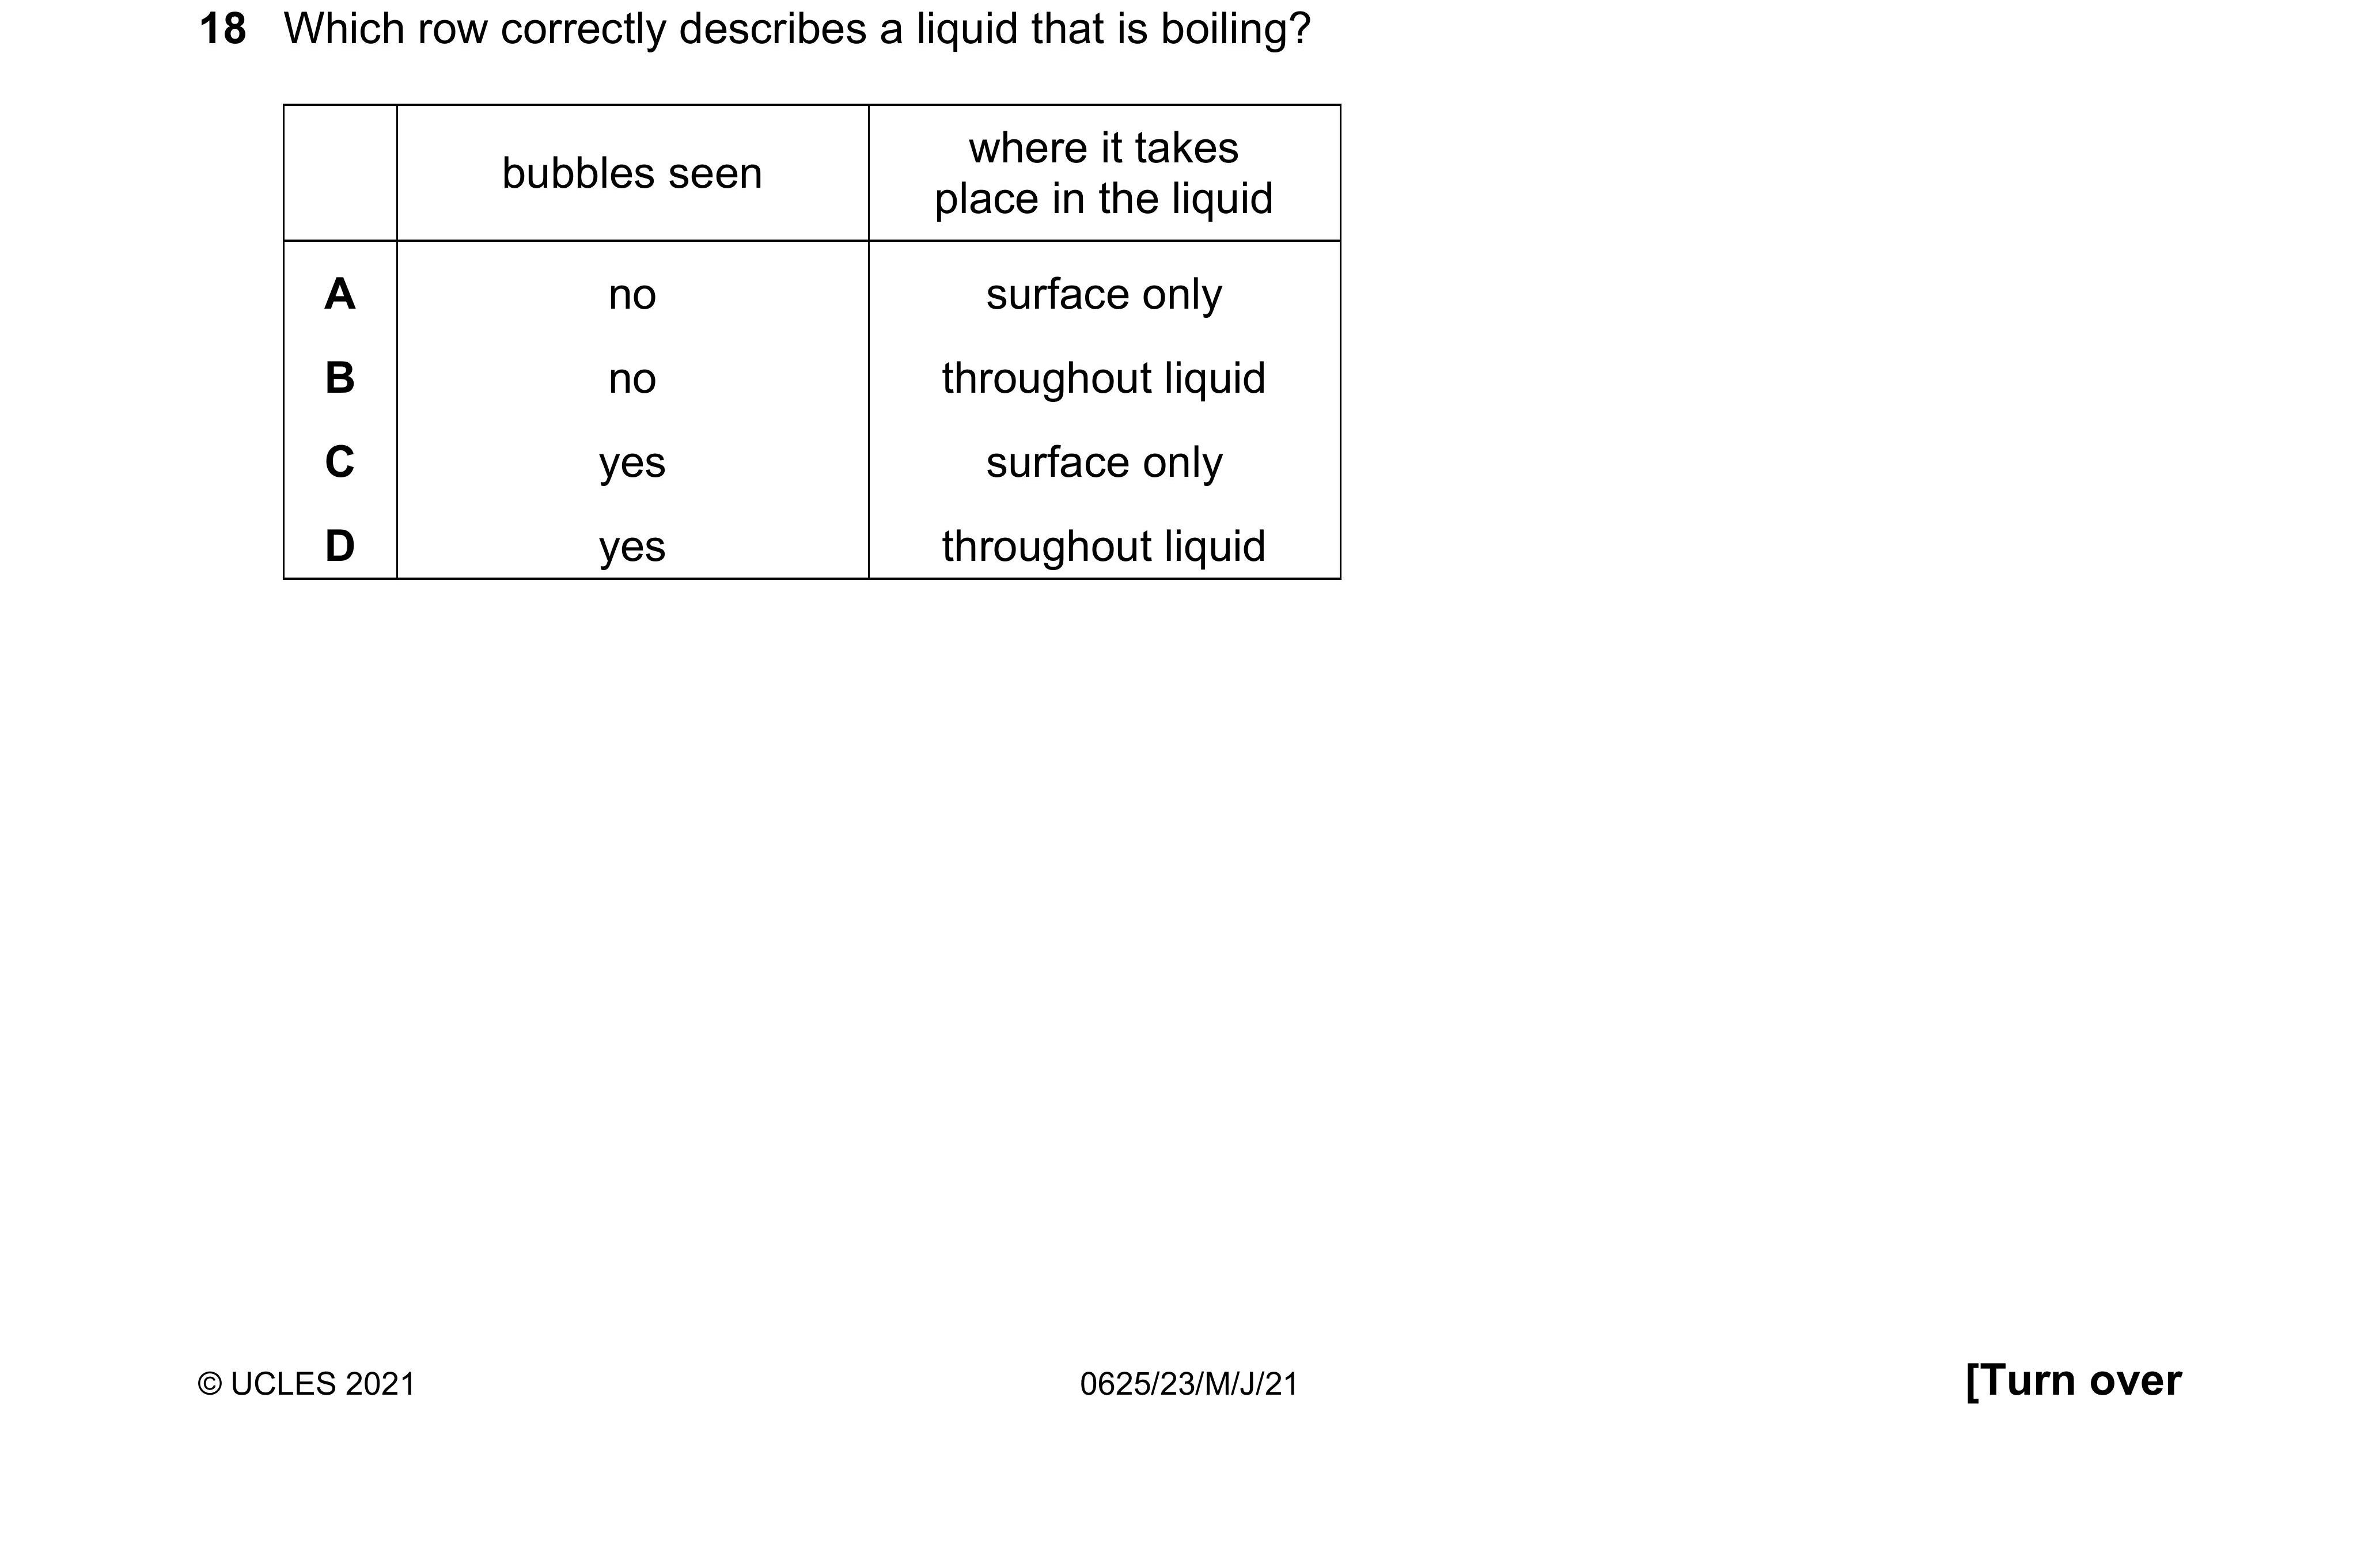 18 Which row correctly describes a liquid that is boiling?
bubbles seen
where it takes
place in the liquid
A no surface only
B no throughout liquid
C yes surface only
D yes throughout liquid
© UCLES 2021 0625/23/M/J/21 [Turn over